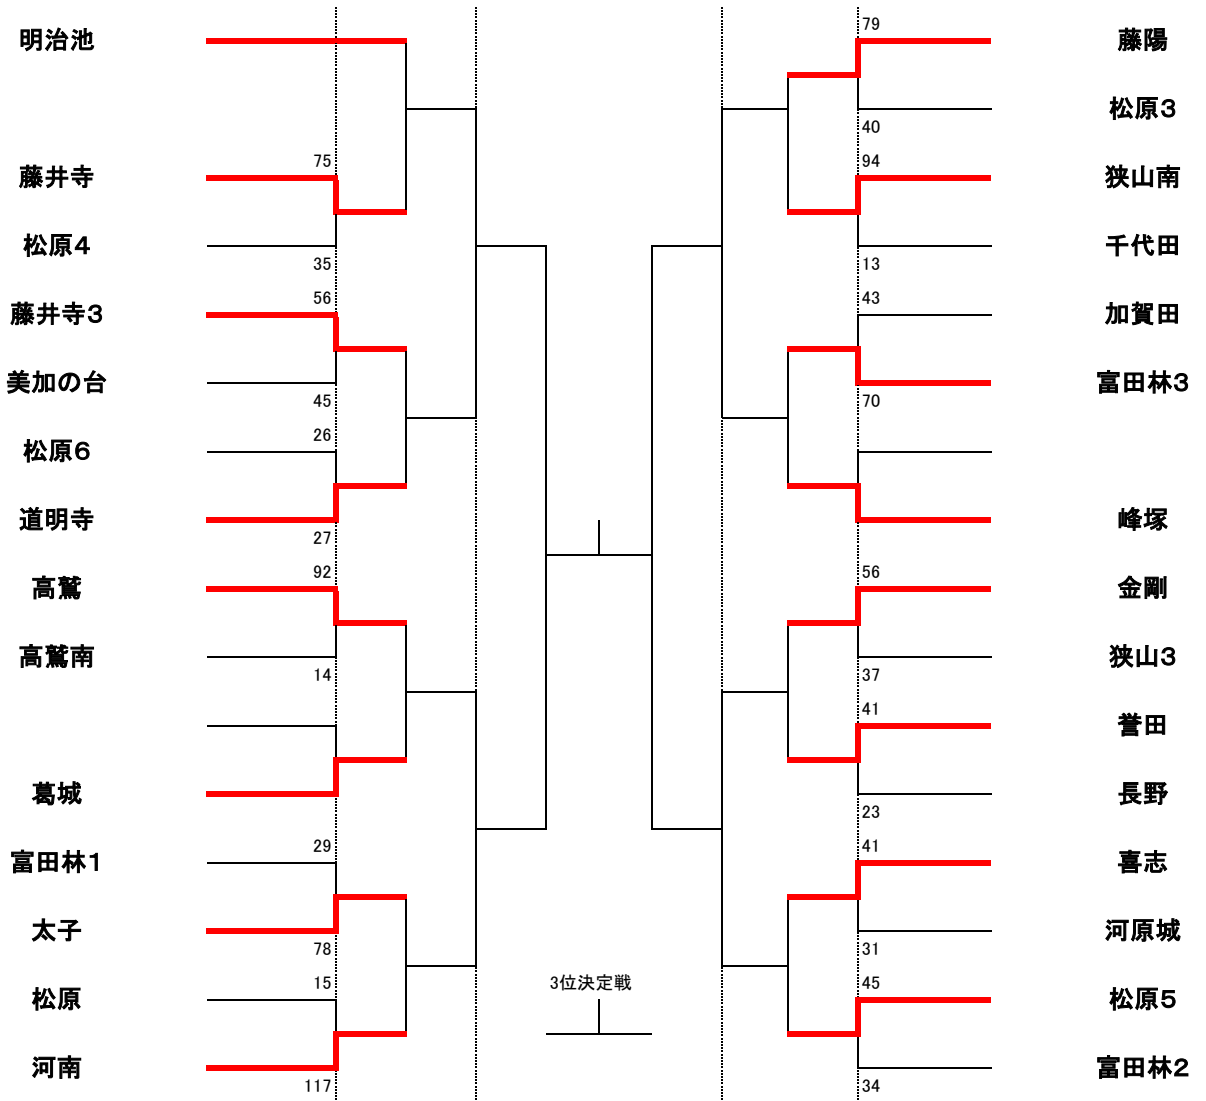 明治池
75
藤井寺
松原4
35
56
藤井寺3
美加の台
45
26
松原6
道明寺
27
92
高鷲
高鷲南
14
葛城
29
富田林1
太子
78
15
松原
河南
117
3位決定戦
79
藤陽
松原3
40
94
狭山南
千代田
13
43
加賀田
富田林3
70
峰塚
56
金剛
狭山3
37
41
誉田
長野
23
41
喜志
河原城
31
45
松原5
富田林2
34